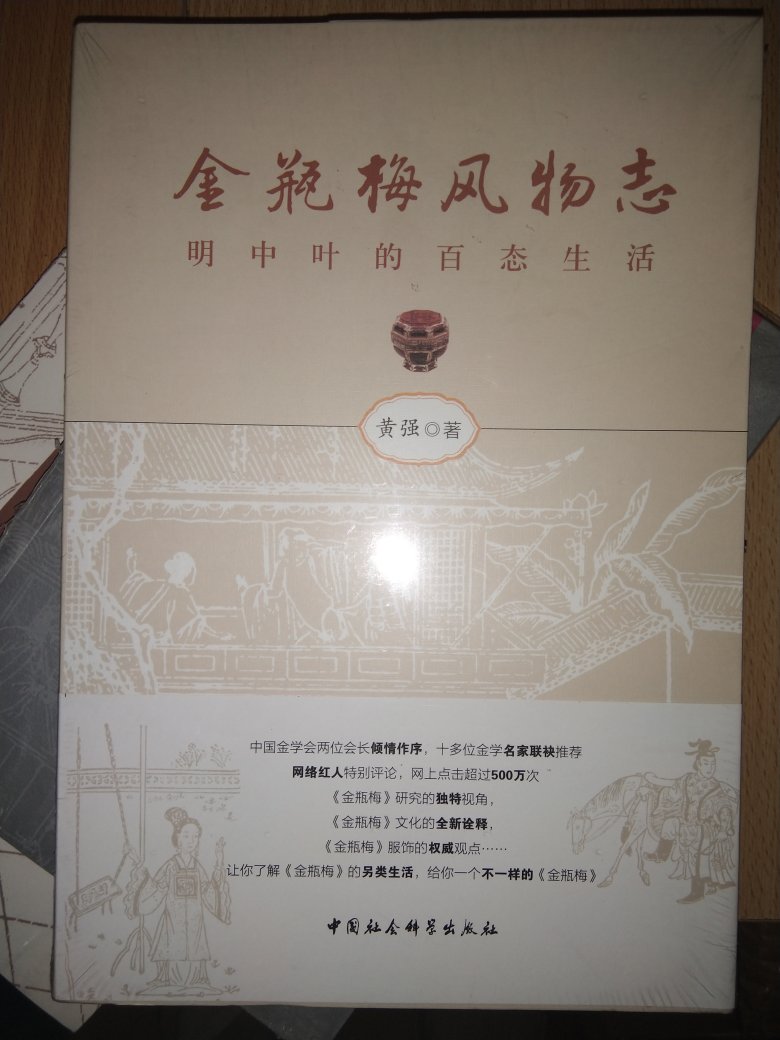 金瓶梅风物志
明中叶的百态生活
黄强◎著
中国金学会两位会长倾情作序，十多位金学名家联袂推荐
网络红人特别评论，网上点击超过500万次
《金瓶梅》研究的独特视角，
《金瓶梅》文化的全新诠释，
《金瓶梅》服饰的权威观点……
让你了解《金瓶梅》的另类生活，给你一个不一样的《金瓶梅》
中国社会科学出版社